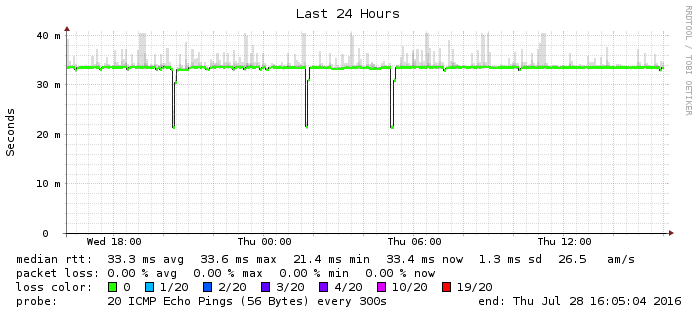 Last 24 Hours
RRDTOOL / TOBI OETIKER
Seconds
40 m
30 m
20 m
10 m
0
Wed 18:00 Thu 00:00 Thu 06:00 Thu 12:00
median rtt: 33.3 ms avg 33.6 ms max 21.4 ms min 33.4 ms now 1.3 ms sd 26.5 am/s
packet loss: 0.00 % avg 0.00 % max 0.00 % min 0.00 % now
loss color: 0 1/20 2/20 3/20 4/20 10/20 19/20
probe: 20 ICMP Echo Pings (56 Bytes) every 300s end: Thu Jul 28 16:05:04 2016